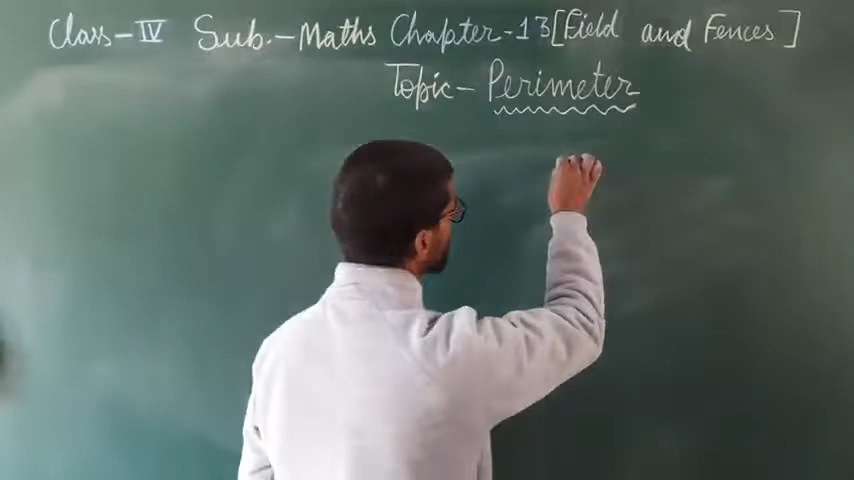 Class-IV Sub.-Maths Chapter-13[Field and Fences]
Topic-Perimeter